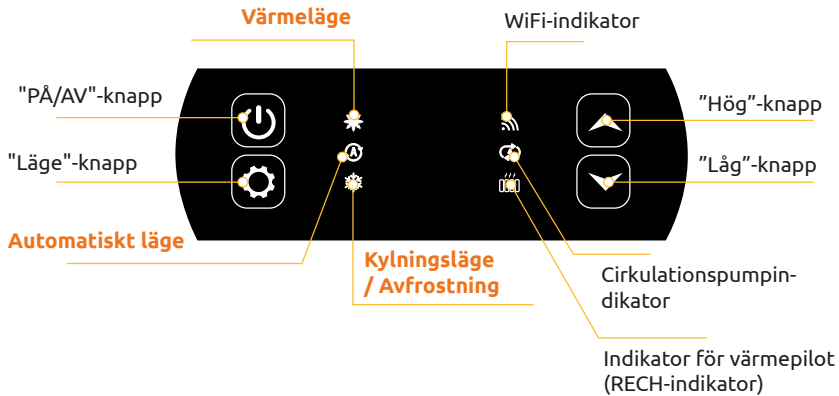 Värmeläge
WiFi-indikator
"PÅ/AV"-knapp
”Hög”-knapp
"Läge"-knapp
A
”Låg”-knapp
Automatiskt läge
Kylningsläge
/ Avfrostning
Cirkulationspumpin-
dikator
Indikator för värmepilot
(RECH-indikator)